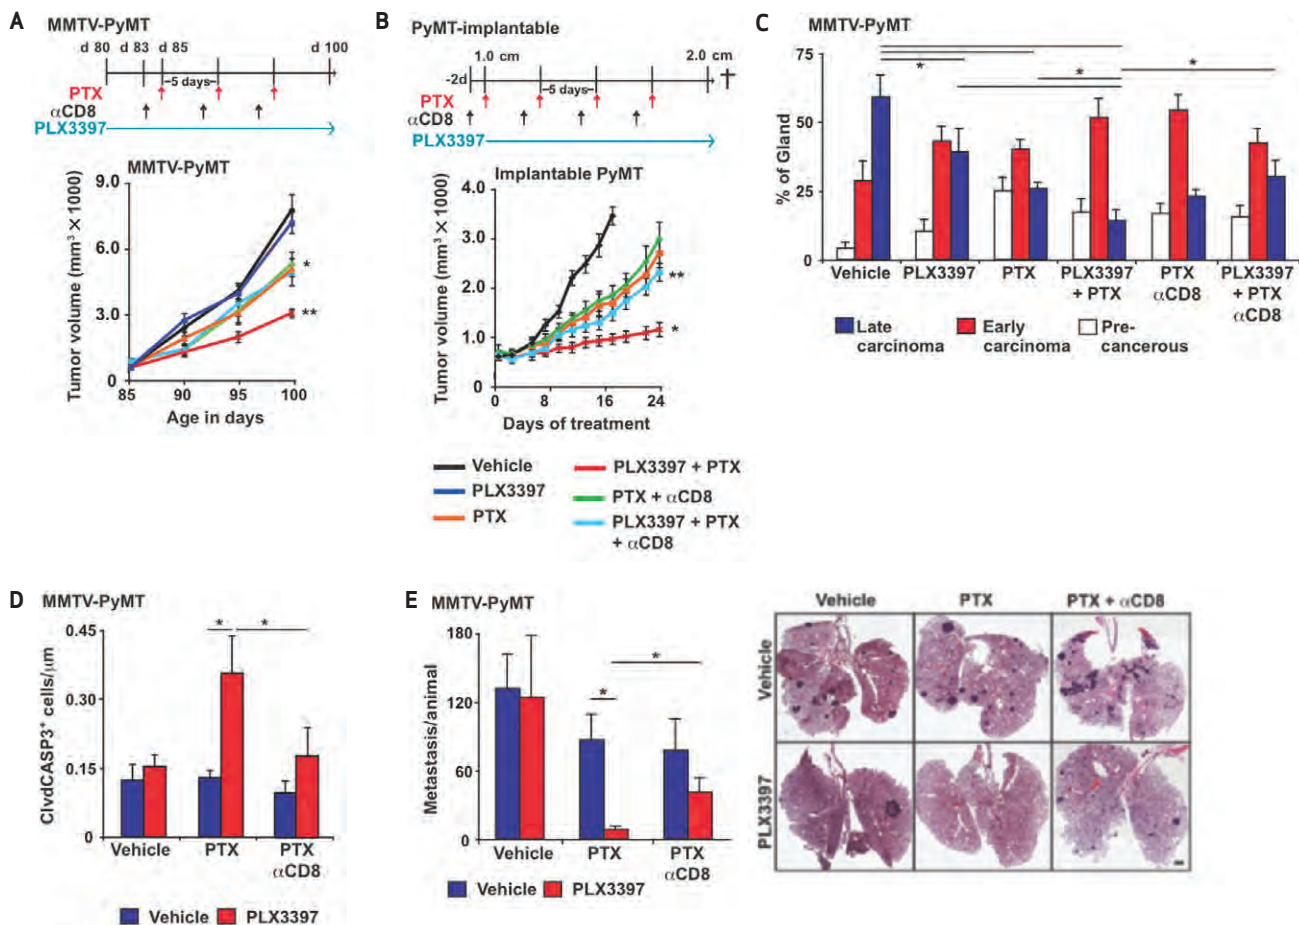 A
MMTV-PyMT
d 80 d 83 d 85 d 100
5 days
PTX
αCD8
PLX3397
MMTV-PyMT
Tumor volume (mm³ × 1000)
9.0
6.0
3.0
0
85 90 95 100
Age in days
*
**
B
PyMT-implantable
1.0 cm 2.0 cm
-2d
5 days
PTX
αCD8
PLX3397
Implantable PyMT
Tumor volume (mm³ × 1000)
4.0
3.0
2.0
1.0
0
0 8 16 24
Days of treatment
**
*
Vehicle
PLX3397
PTX
PLX3397 + PTX
PTX + αCD8
PLX3397 + PTX
+ αCD8
C
MMTV-PyMT
% of Gland
75
50
25
0
* * *
Vehicle PLX3397 PTX PLX3397 PTX PLX3397
+ PTX αCD8 + PTX
αCD8
Late Early Pre-
carcinoma carcinoma cancerous
D
MMTV-PyMT
ClvdCASP3⁺ cells/µm
0.45
0.30
0.15
0
* *
Vehicle PTX PTX
αCD8
Vehicle PLX3397
E
MMTV-PyMT
Metastasis/animal
180
120
60
0
*
*
Vehicle PTX PTX
αCD8
Vehicle PLX3397
Vehicle PTX PTX + αCD8
Vehicle
PLX3397